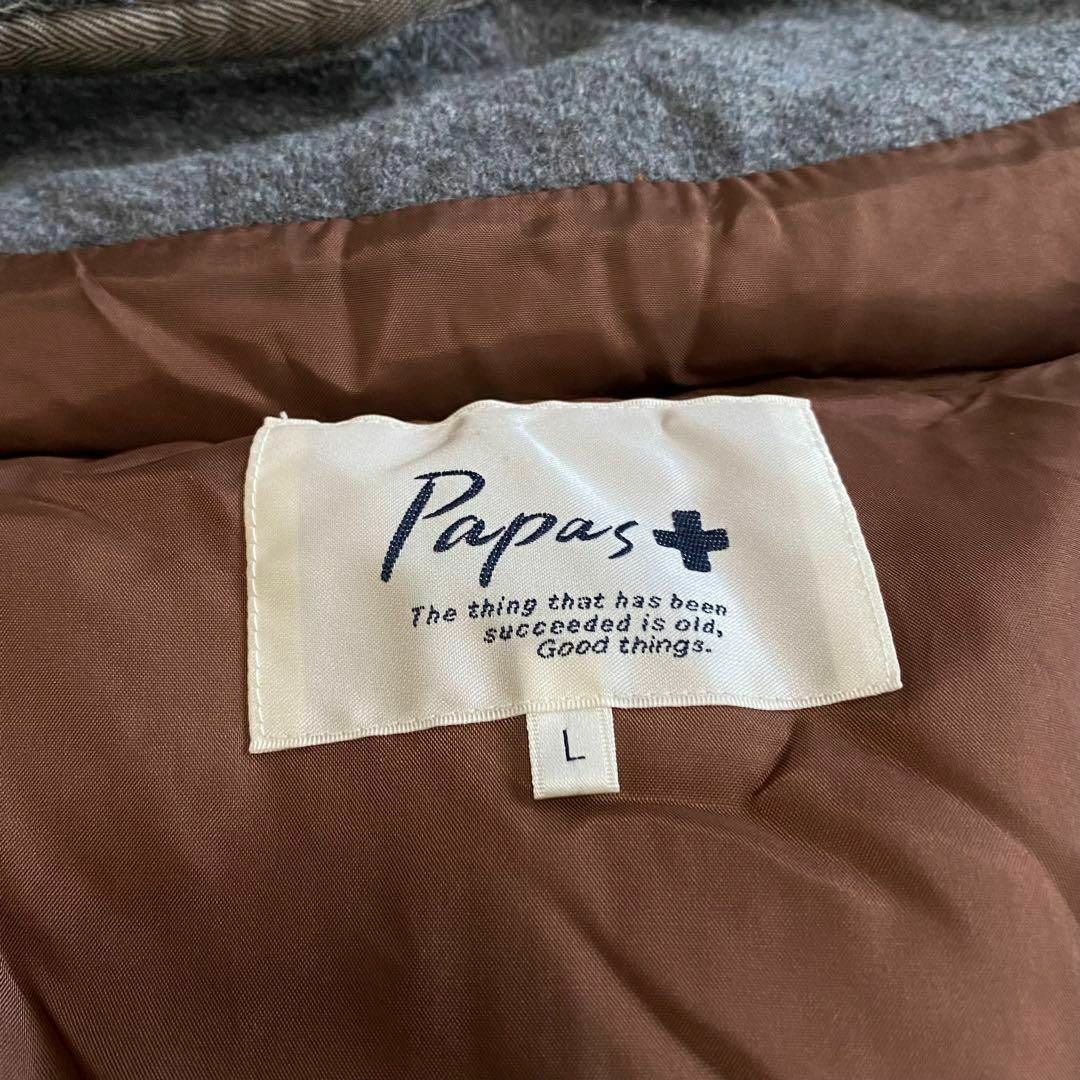 Papas+
The thing that has been
succeeded is old,
Good things.
L